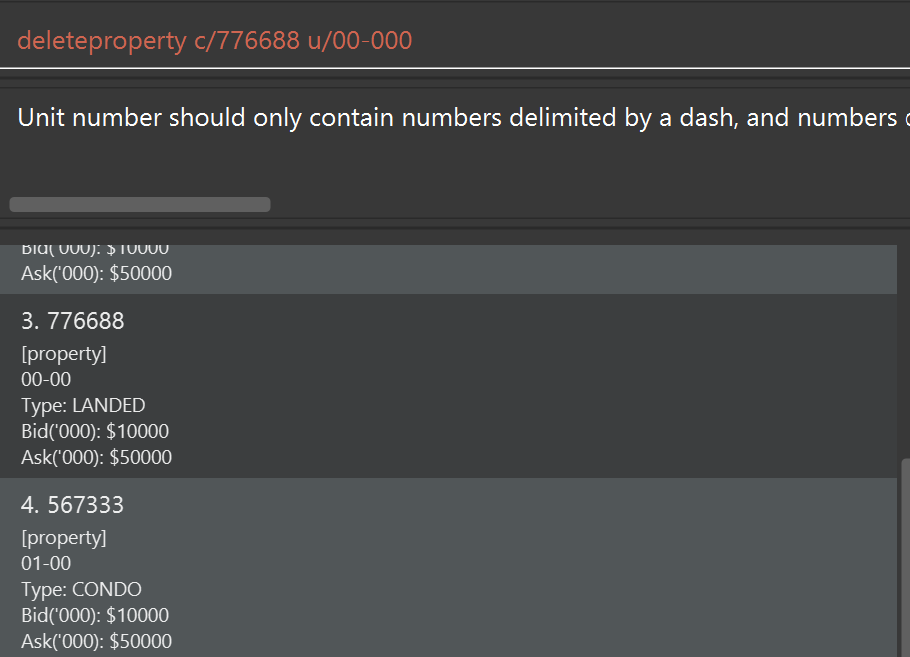 deleteproperty c/776688 u/00-000
Unit number should only contain numbers delimited by a dash, and numbers
Bid('000): $10000
Ask('000): $50000
3. 776688
[property]
00-00
Type: LANDED
Bid('000): $10000
Ask('000): $50000
4. 567333
[property]
01-00
Type: CONDO
Bid('000): $10000
Ask('000): $50000